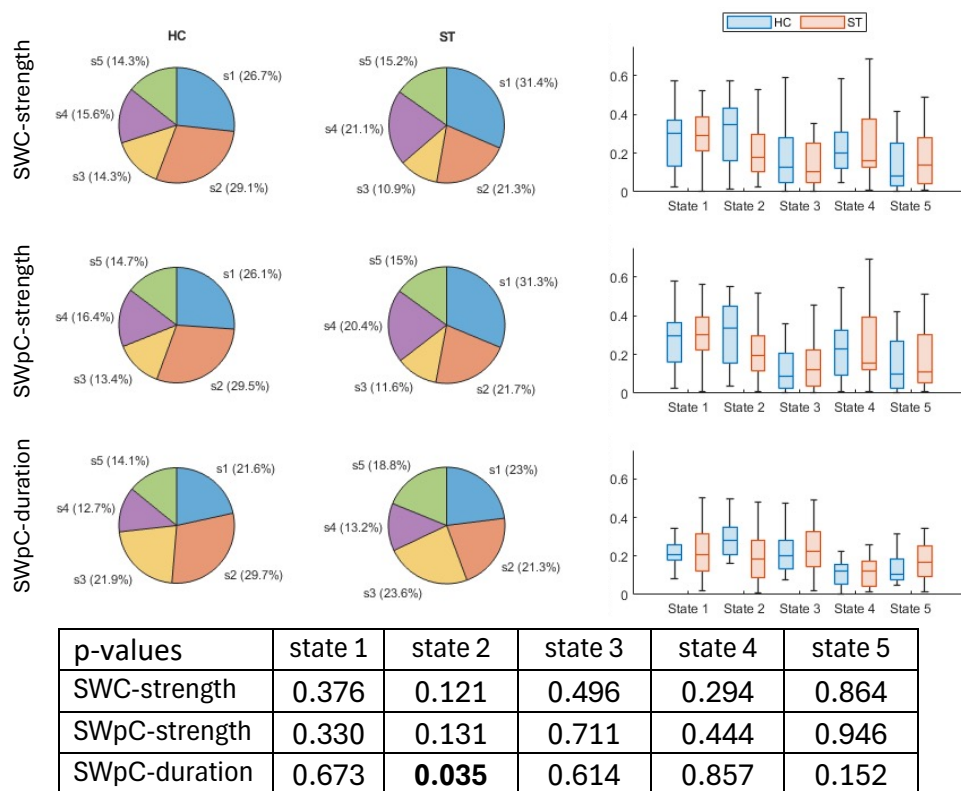 HC ST
HC ST
SWC-strength
s5 (14.3%)
s1 (26.7%)
s4 (15.6%)
s3 (14.3%)
s2 (29.1%)
s5 (15.2%)
s1 (31.4%)
s4 (21.1%)
s3 (10.9%)
s2 (21.3%)
0.6
0.4
0.2
0
State 1 State 2 State 3 State 4 State 5
SWpC-strength
s5 (14.7%)
s1 (26.1%)
s4 (16.4%)
s3 (13.4%)
s2 (29.5%)
s5 (15%)
s1 (31.3%)
s4 (20.4%)
s3 (11.6%)
s2 (21.7%)
0.6
0.4
0.2
0
State 1 State 2 State 3 State 4 State 5
SWpC-duration
s5 (14.1%)
s1 (21.6%)
s4 (12.7%)
s3 (21.9%)
s2 (29.7%)
s5 (18.8%)
s1 (23%)
s4 (13.2%)
s3 (23.6%)
s2 (21.3%)
0.6
0.4
0.2
0
State 1 State 2 State 3 State 4 State 5
p-values state 1 state 2 state 3 state 4 state 5
SWC-strength 0.376 0.121 0.496 0.294 0.864
SWpC-strength 0.330 0.131 0.711 0.444 0.946
SWpC-duration 0.673 0.035 0.614 0.857 0.152